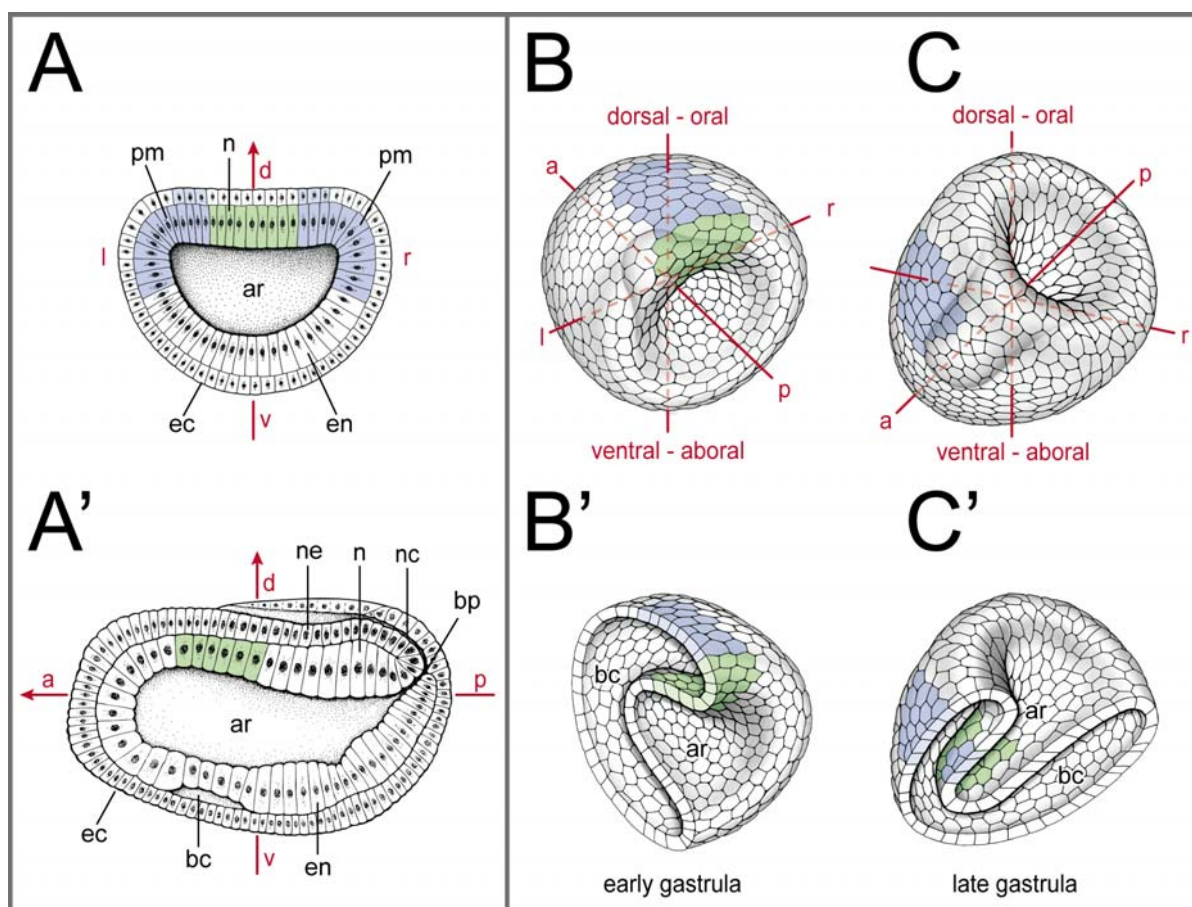 A
pm
n
d
pm
l
r
ar
ec
v
en
B
dorsal - oral
a
r
l
p
ventral - aboral
C
dorsal - oral
p
r
a
ventral - aboral
A’
ne
n
nc
d
bp
a
p
ar
ec
bc
v
en
B’
bc
ar
early gastrula
C’
ar
bc
late gastrula